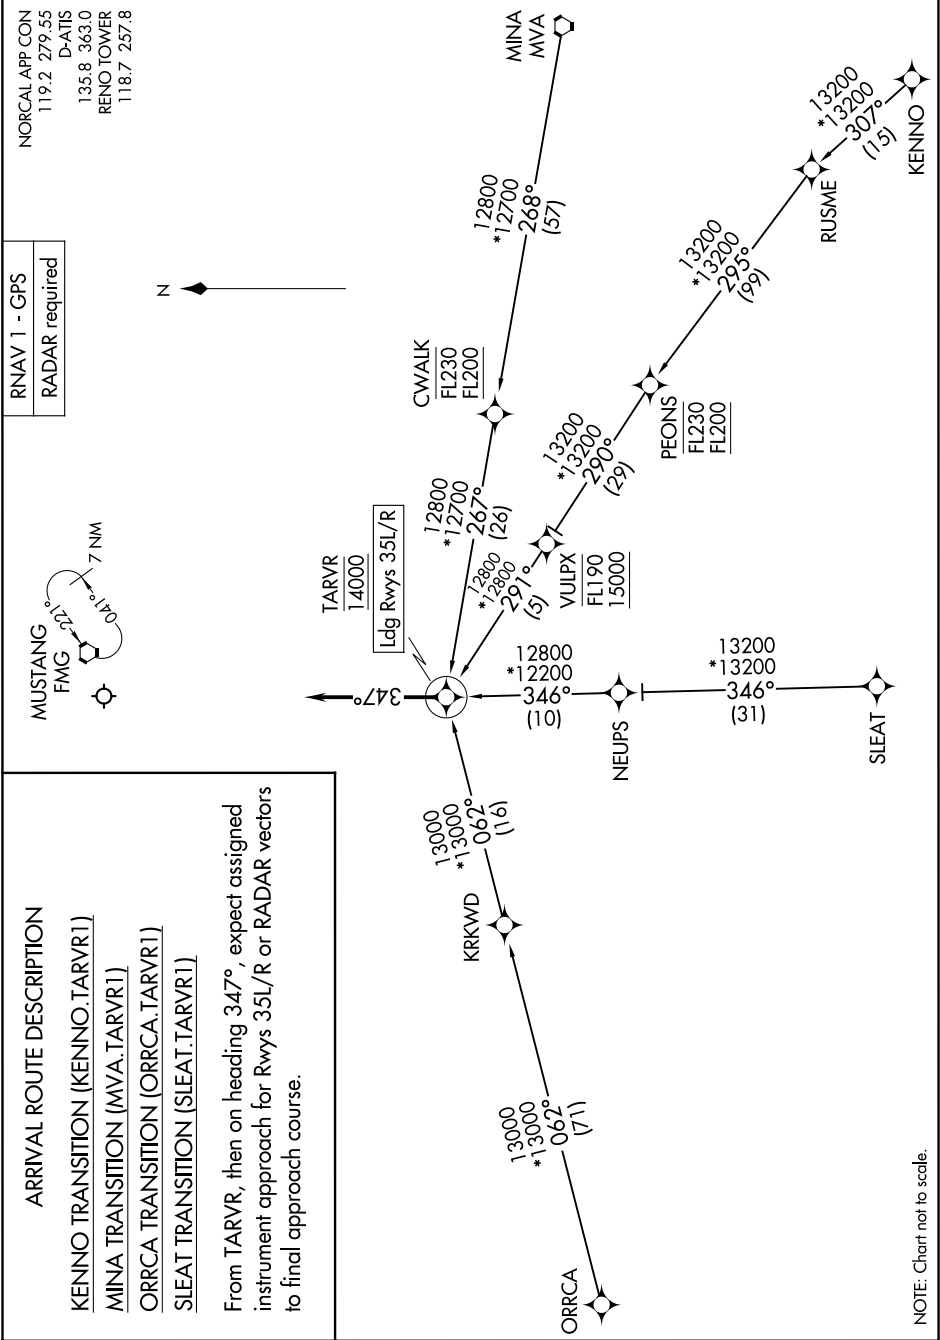 ARRIVAL ROUTE DESCRIPTION
KENNO TRANSITION (KENNO.TARVR1)
MINA TRANSITION (MVA.TARVR1)
ORRCA TRANSITION (ORRCA.TARVR1)
SLEAT TRANSITION (SLEAT.TARVR1)
From TARVR, then on heading 347°, expect assigned
instrument approach for Rwys 35L/R or RADAR vectors
to final approach course.
MUSTANG
FMG
221°
041°
7 NM
RNAV 1 - GPS
RADAR required
NORCAL APP CON
119.2 279.55
D-ATIS
135.8 363.0
RENO TOWER
118.7 257.8
N
TARVR
14000
Ldg Rwys 35L/R
347°
CWALK
FL230
FL200
12800
*12700
267°
(26)
12800
*12700
268°
(57)
MINA
MVA
ORRCA
13000
*13000
062°
(71)
KRKWD
13000
*13000
062°
(16)
12800
*12200
346°
(10)
NEUPS
13200
*13200
346°
(31)
SLEAT
12800
*12800
291°
(5)
VULPX
FL190
15000
13200
*13200
290°
(29)
PEONS
FL230
FL200
13200
*13200
295°
(99)
RUSME
13200
*13200
307°
(15)
KENNO
NOTE: Chart not to scale.